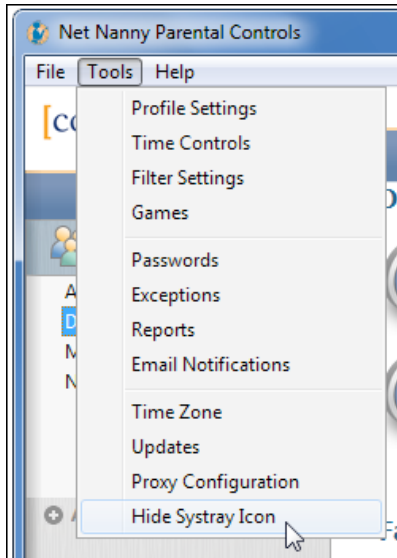 Net Nanny Parental Controls
File Tools Help
Profile Settings
Time Controls
Filter Settings
Games
Passwords
Exceptions
Reports
Email Notifications
Time Zone
Updates
Proxy Configuration
Hide Systray Icon